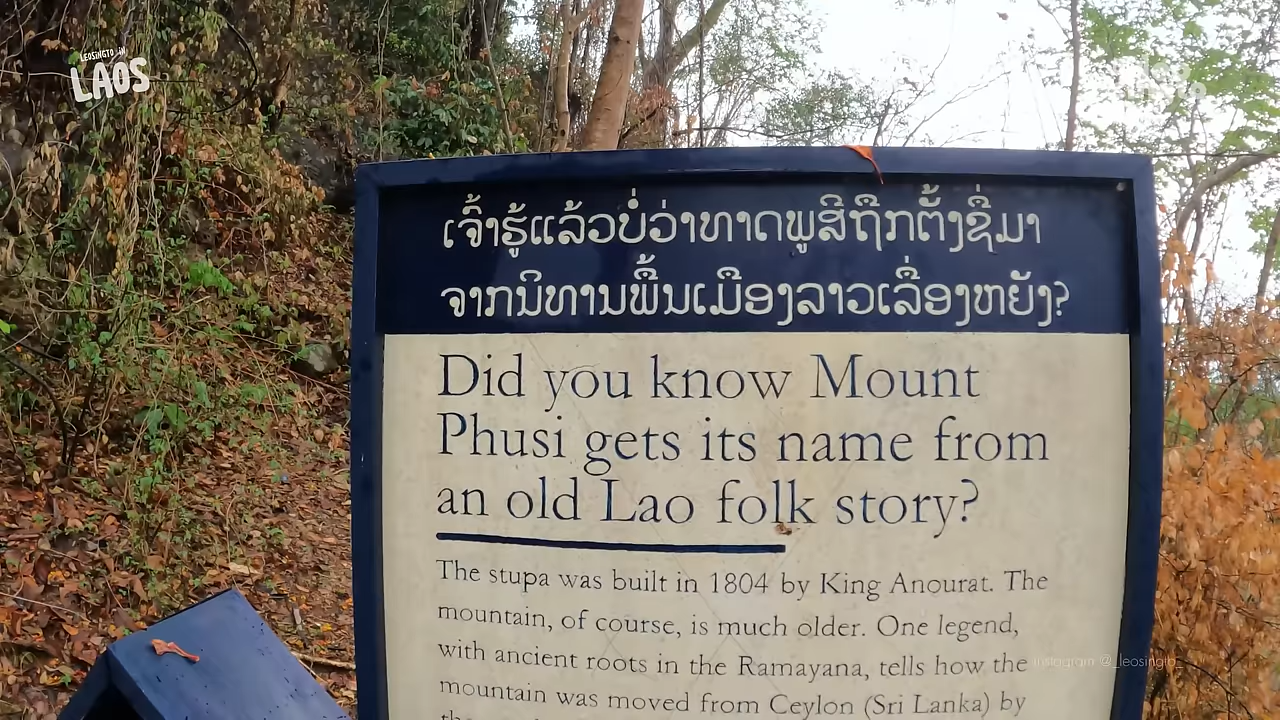 LEOSINGTO IN
LAOS
ເຈົ້າຮູ້ແລ້ວບໍ່ວ່າທາດພູສີຖືກຕັ້ງຊື່ມາ
ຈາກນິທານພື້ນເມືອງລາວເລື່ອງຫຍັງ?
Did you know Mount
Phusi gets its name from
an old Lao folk story?
The stupa was built in 1804 by King Anourat. The
mountain, of course, is much older. One legend,
with ancient roots in the Ramayana, tells how the
mountain was moved from Ceylon (Sri Lanka) by
instagram @_leosingto_